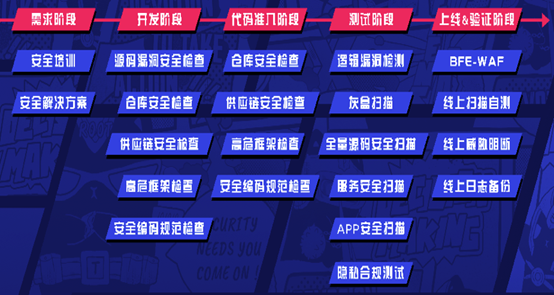 需求阶段 开发阶段 代码准入阶段 测试阶段 上线&验证阶段
安全培训 源码漏洞安全检查 仓库安全检查 逻辑漏洞检测 BFE-WAF
安全解决方案 仓库安全检查 供应链安全检查 灰盒扫描 线上扫描自测
供应链安全检查 高危框架检查 全量源码安全扫描 线上威胁阻断
高危框架检查 安全编码规范检查 服务安全扫描 线上日志备份
安全编码规范检查 APP安全扫描
隐私合规测试
CURITY
NEEDS YOU
COME ON